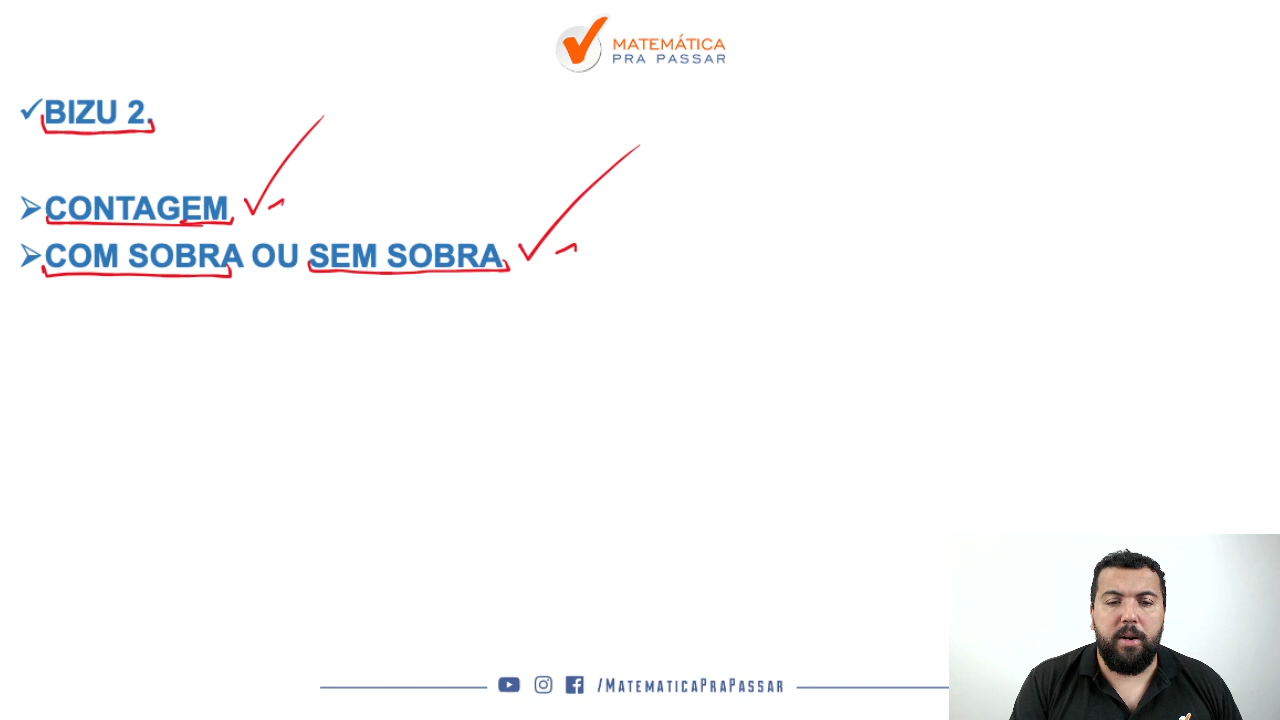 MATEMÁTICA
PRA PASSAR
BIZU 2.
CONTAGEM
COM SOBRA OU SEM SOBRA
/MATEMATICAPRAPASSAR